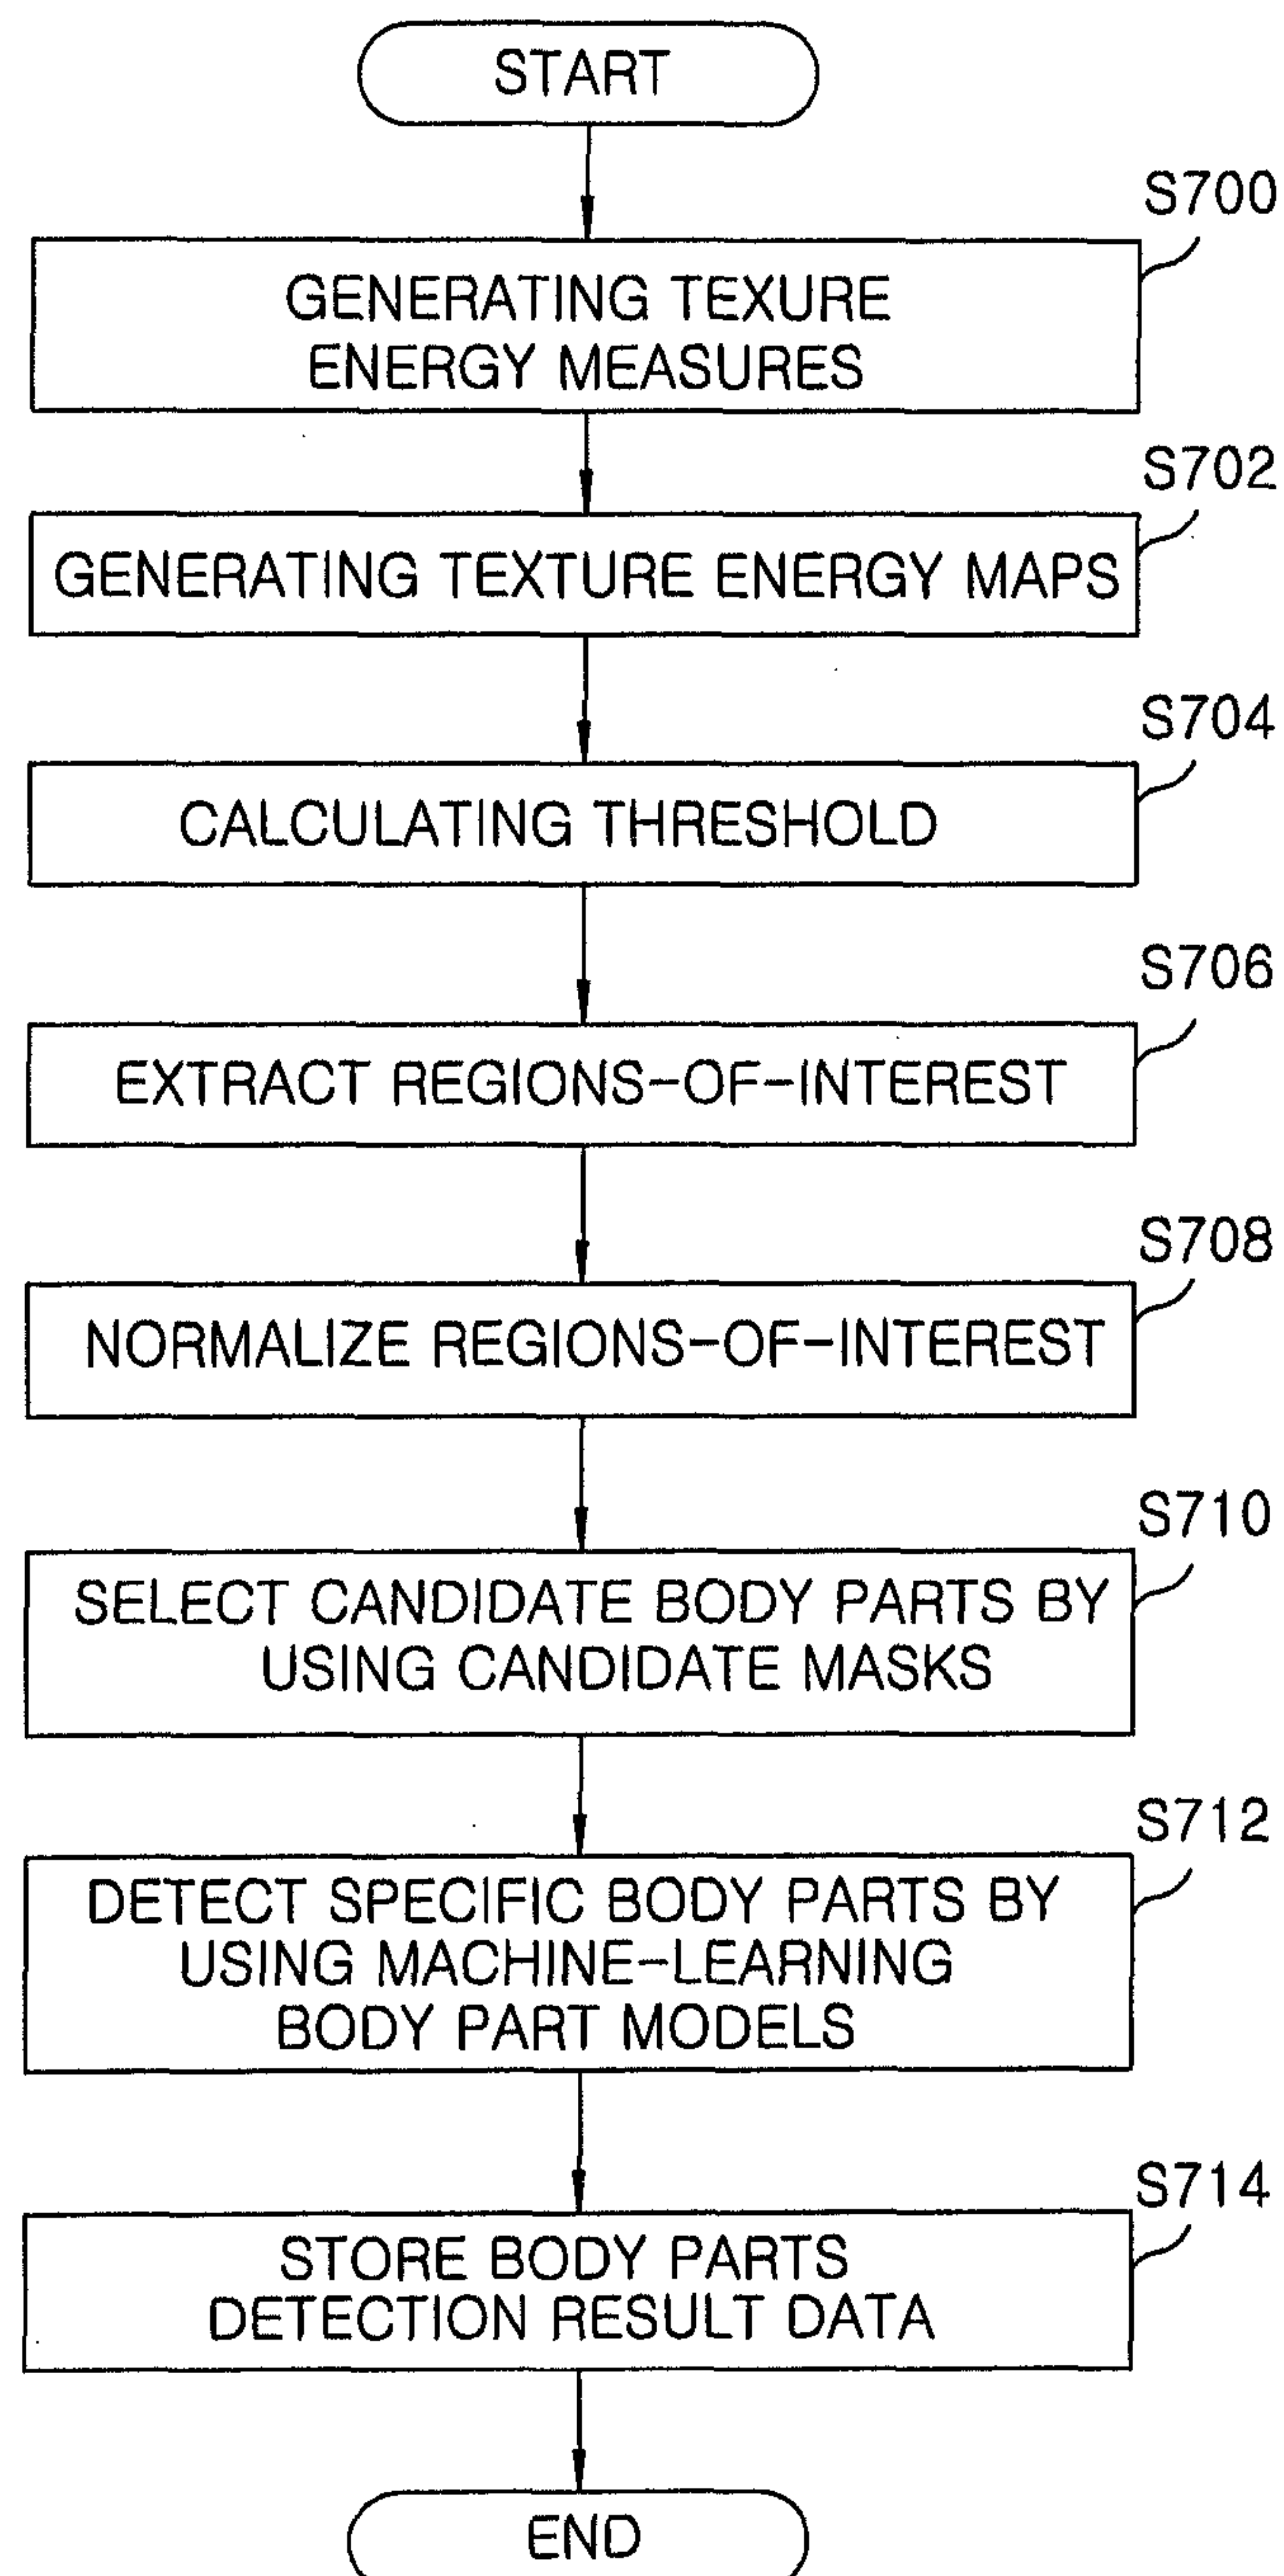 START
S700
GENERATING TEXURE
ENERGY MEASURES
S702
GENERATING TEXTURE ENERGY MAPS
S704
CALCULATING THRESHOLD
S706
EXTRACT REGIONS-OF-INTEREST
S708
NORMALIZE REGIONS-OF-INTEREST
S710
SELECT CANDIDATE BODY PARTS BY
USING CANDIDATE MASKS
S712
DETECT SPECIFIC BODY PARTS BY
USING MACHINE-LEARNING
BODY PART MODELS
S714
STORE BODY PARTS
DETECTION RESULT DATA
END